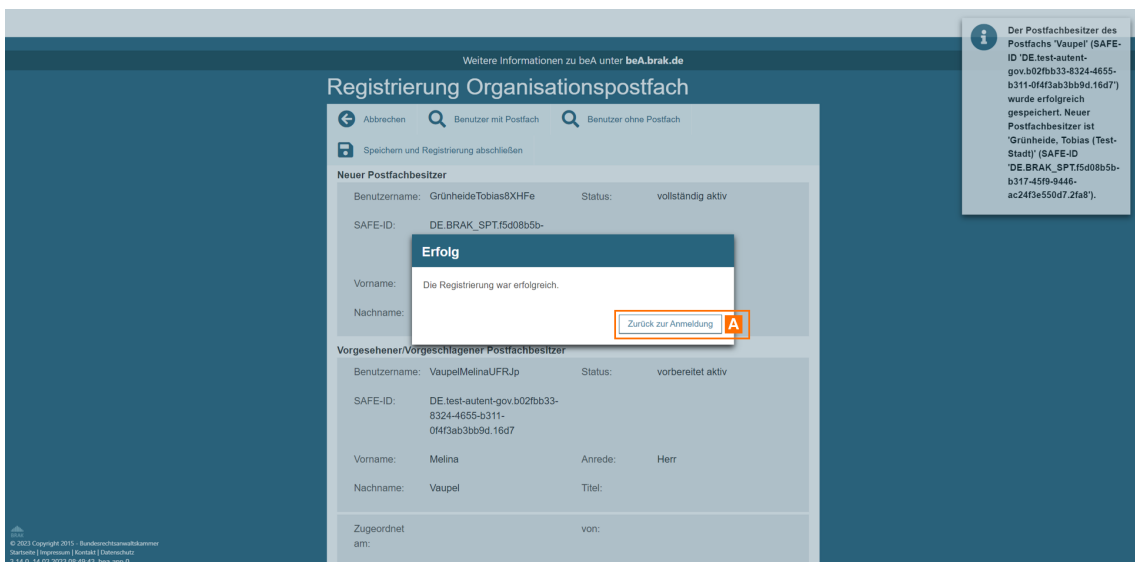 Der Postfachbesitzer des
Postfachs 'Vaupel' (SAFE-
ID 'DE.test-autent-
gov.b02fbb33-8324-4655-
b311-0f4f3ab3bb9d.16d7')
wurde erfolgreich
gespeichert. Neuer
Postfachbesitzer ist
'Grünheide, Tobias (Test-
Stadt)' (SAFE-ID
'DE.BRAK_SPT.f5d08b5b-
b317-45f9-9446-
ac24f3e550d7.2fa8').
Weitere Informationen zu beA unter beA.brak.de
Registrierung Organisationspostfach
Abbrechen Benutzer mit Postfach Benutzer ohne Postfach
Speichern und Registrierung abschließen
Neuer Postfachbesitzer
Benutzername: GrünheideTobias8XHFe Status: vollständig aktiv
SAFE-ID: DE.BRAK_SPT.f5d08b5b-
Erfolg
Vorname: Die Registrierung war erfolgreich.
Nachname: Zurück zur Anmeldung A
Vorgesehener/Vorgeschlagener Postfachbesitzer
Benutzername: VaupelMelinaUFRJp Status: vorbereitet aktiv
SAFE-ID: DE.test-autent-gov.b02fbb33-
8324-4655-b311-
0f4f3ab3bb9d.16d7
Vorname: Melina Anrede: Herr
Nachname: Vaupel Titel:
Zugeordnet von:
am:
BRAK
© 2023 Copyright 2015 - Bundesrechtsanwaltskammer
Startseite | Impressum | Kontakt | Datenschutz